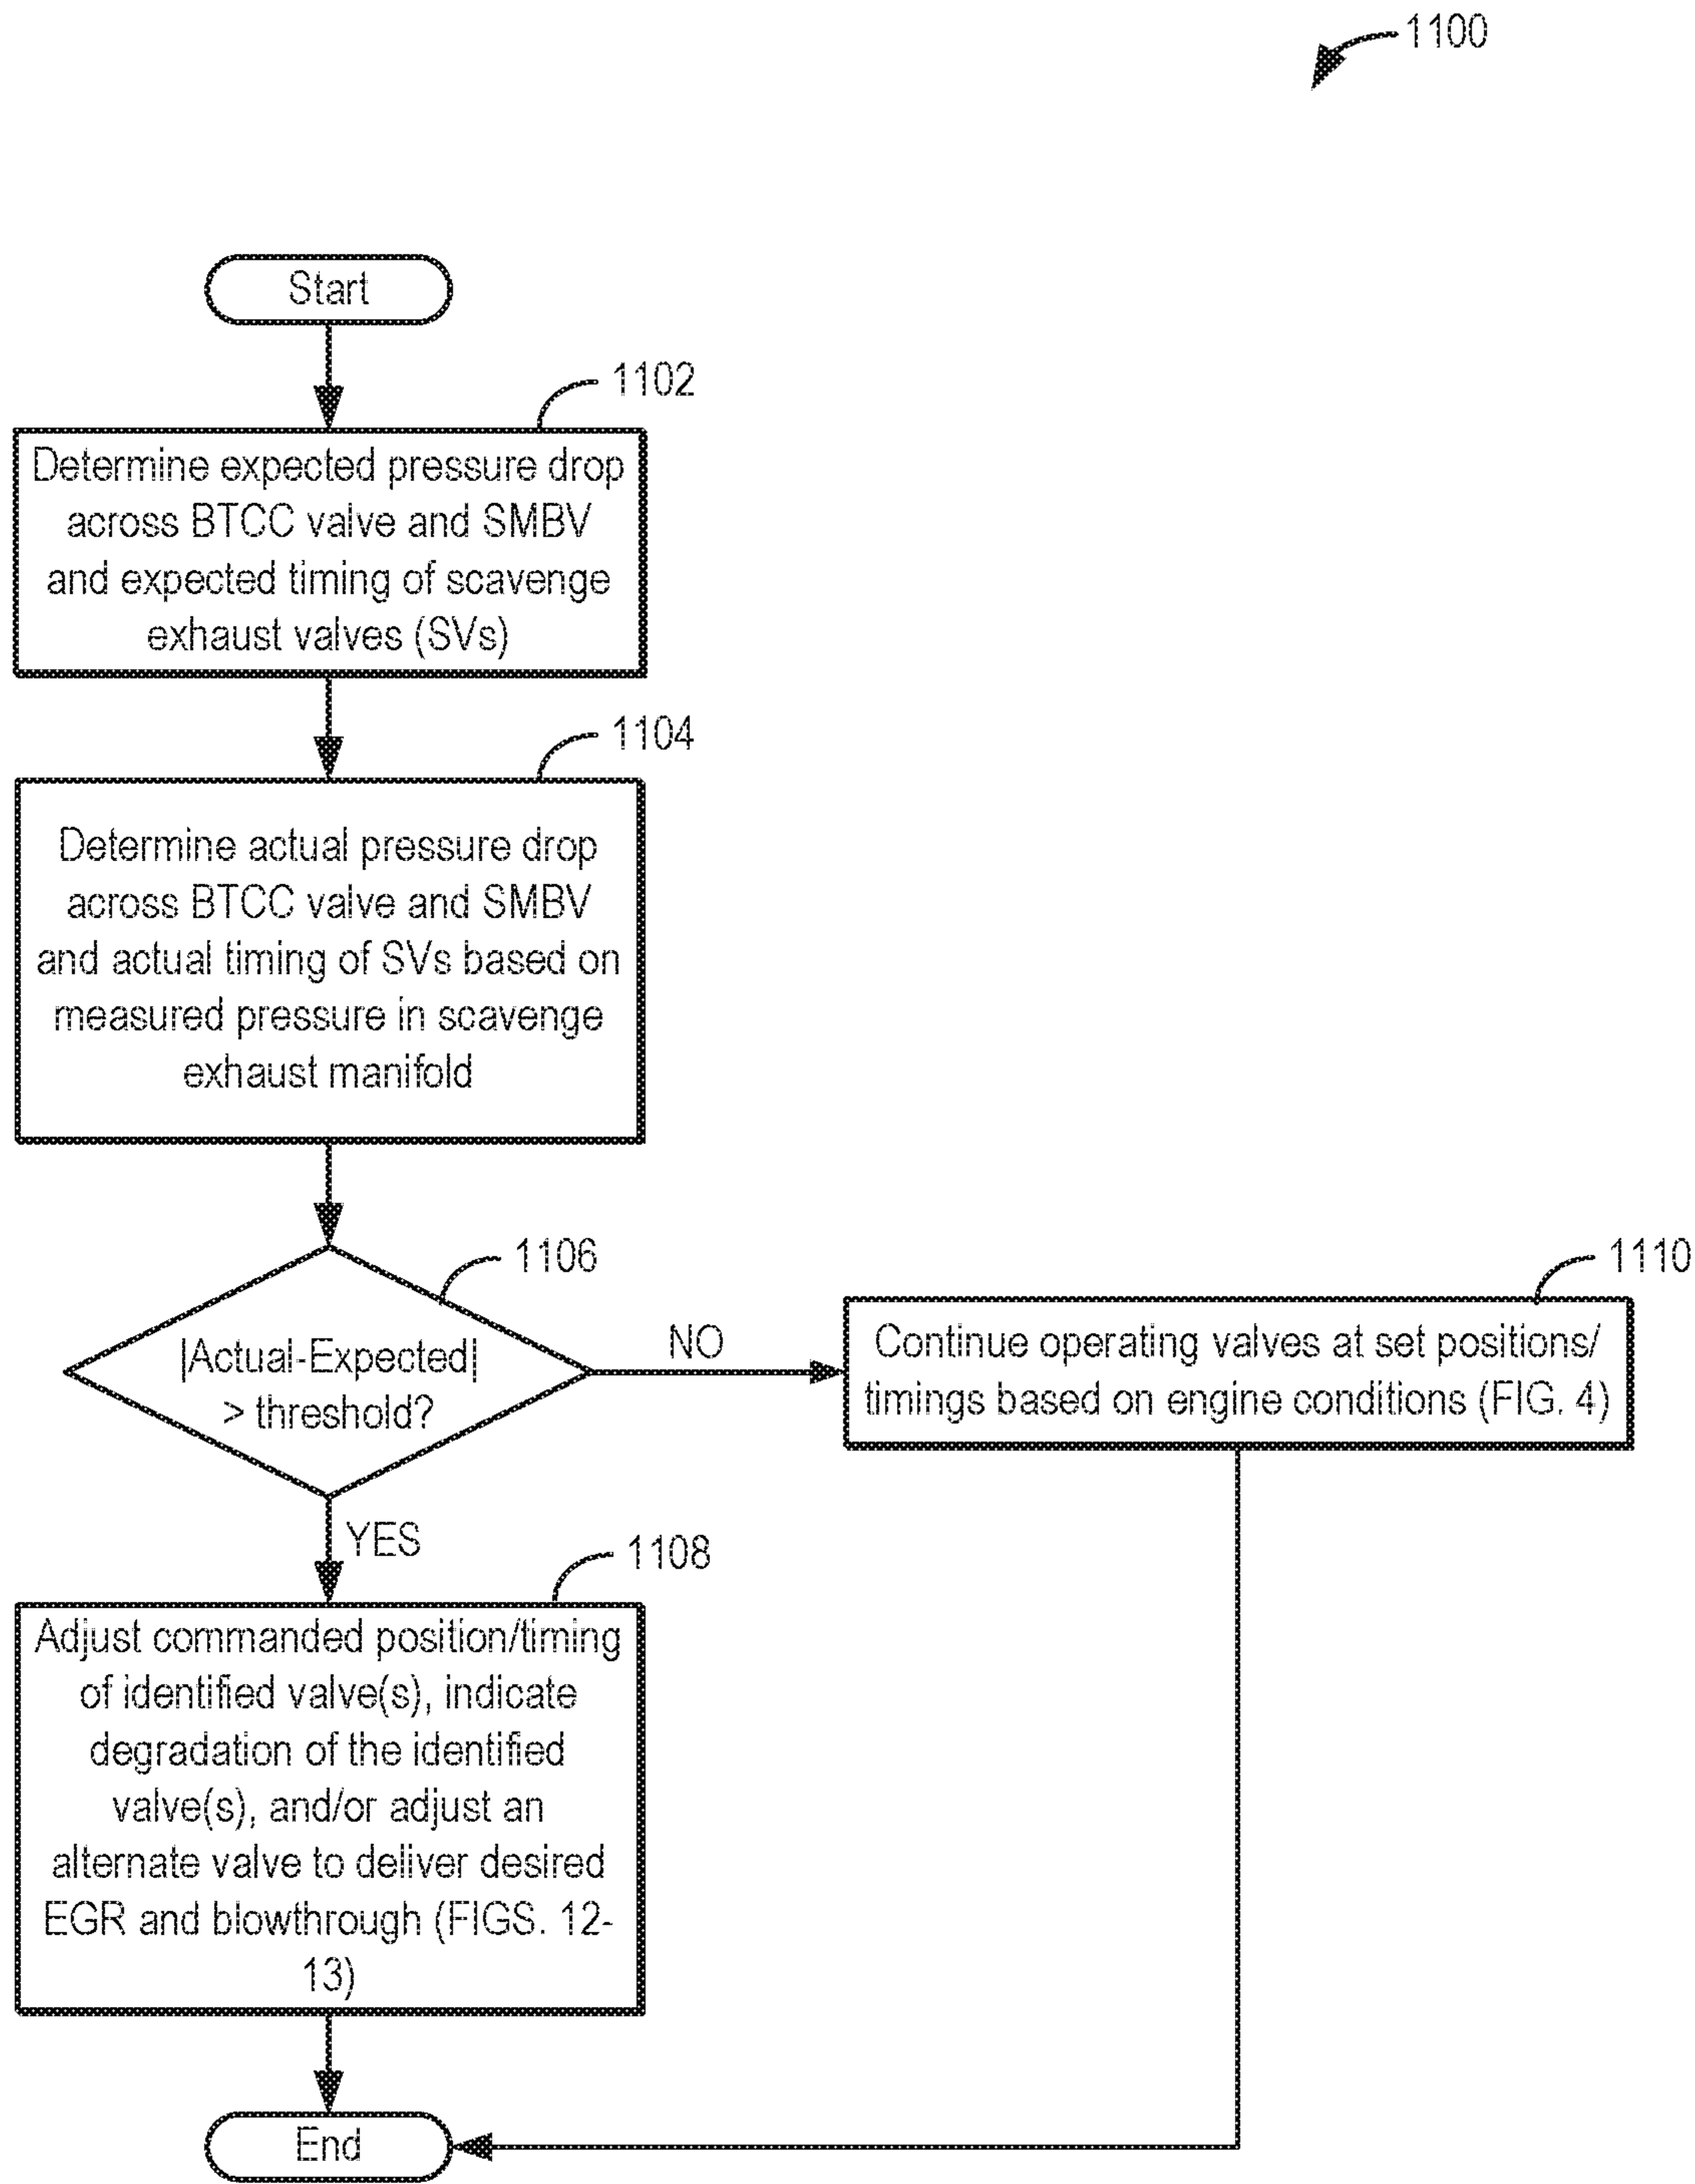 1100
Start
1102
Determine expected pressure drop
across BTCC valve and SMBV
and expected timing of scavenge
exhaust valves (SVs)
1104
Determine actual pressure drop
across BTCC valve and SMBV
and actual timing of SVs based on
measured pressure in scavenge
exhaust manifold
1106
|Actual-Expected|
> threshold?
NO
1110
Continue operating valves at set positions/
timings based on engine conditions (FIG. 4)
YES
1108
Adjust commanded position/timing
of identified valve(s), indicate
degradation of the identified
valve(s), and/or adjust an
alternate valve to deliver desired
EGR and blowthrough (FIGS. 12-
13)
End